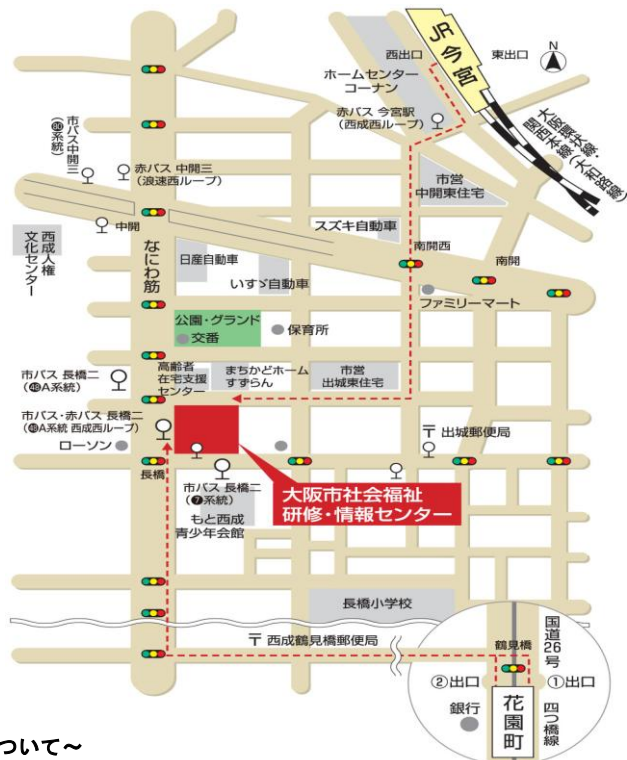 JR今宮
西出口
東出口
N
ホームセンター
コーナン
赤バス 今宮駅
(西成西ループ)
大阪環状線・
関西本線(大和路線)
市バス中開三
(80系統)
赤バス 中開三
(浪速西ループ)
市営
中開東住宅
中開
スズキ自動車
西成人権
文化センター
なにわ筋
日産自動車
いすゞ自動車
南開西
南開
ファミリーマート
公園・グランド
交番
保育所
市バス 長橋二
(48A系統)
高齢者
在宅支援
センター
まちかどホーム
すずらん
市営
出城東住宅
市バス・赤バス 長橋二
(48A系統 西成西ループ)
〒出城郵便局
ローソン
長橋
市バス 長橋二
(7系統)
大阪市社会福祉
研修・情報センター
もと西成
青少年会館
長橋小学校
〒西成鶴見橋郵便局
鶴見橋
国道26号
②出口
①出口
銀行
花園町
四つ橋線
ついて～